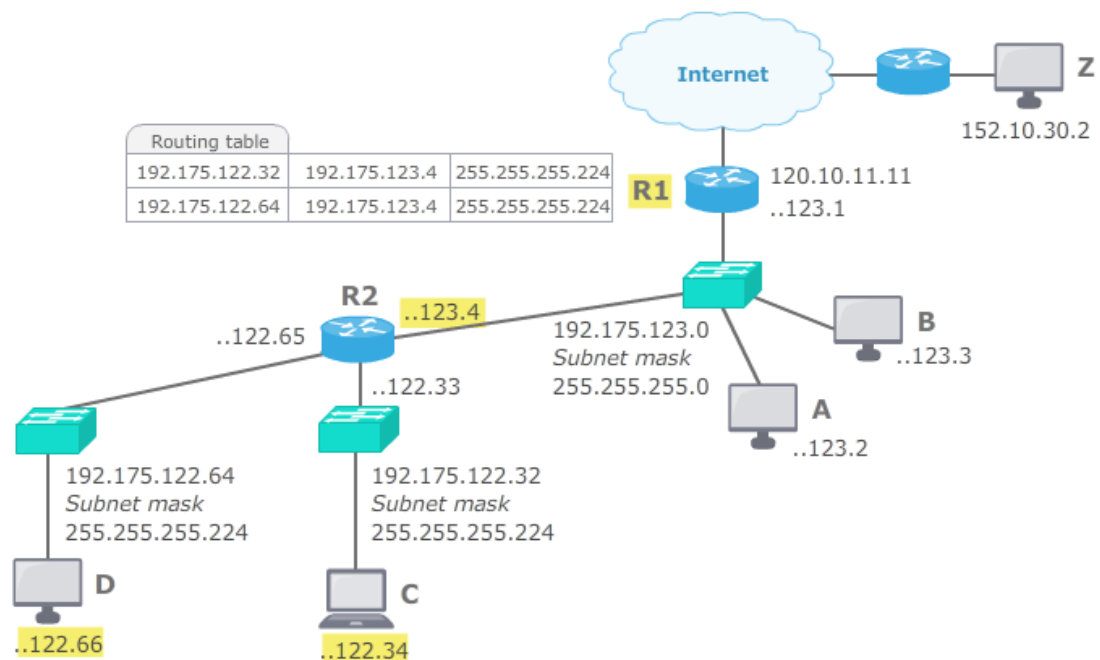 Internet
Z
152.10.30.2
Routing table
192.175.122.32 192.175.123.4 255.255.255.224
192.175.122.64 192.175.123.4 255.255.255.224
R1
120.10.11.11
..123.1
R2
..123.4
..122.65
192.175.123.0
Subnet mask
255.255.255.0
B
..123.3
..122.33
A
..123.2
192.175.122.64
Subnet mask
255.255.255.224
192.175.122.32
Subnet mask
255.255.255.224
D
..122.66
C
..122.34